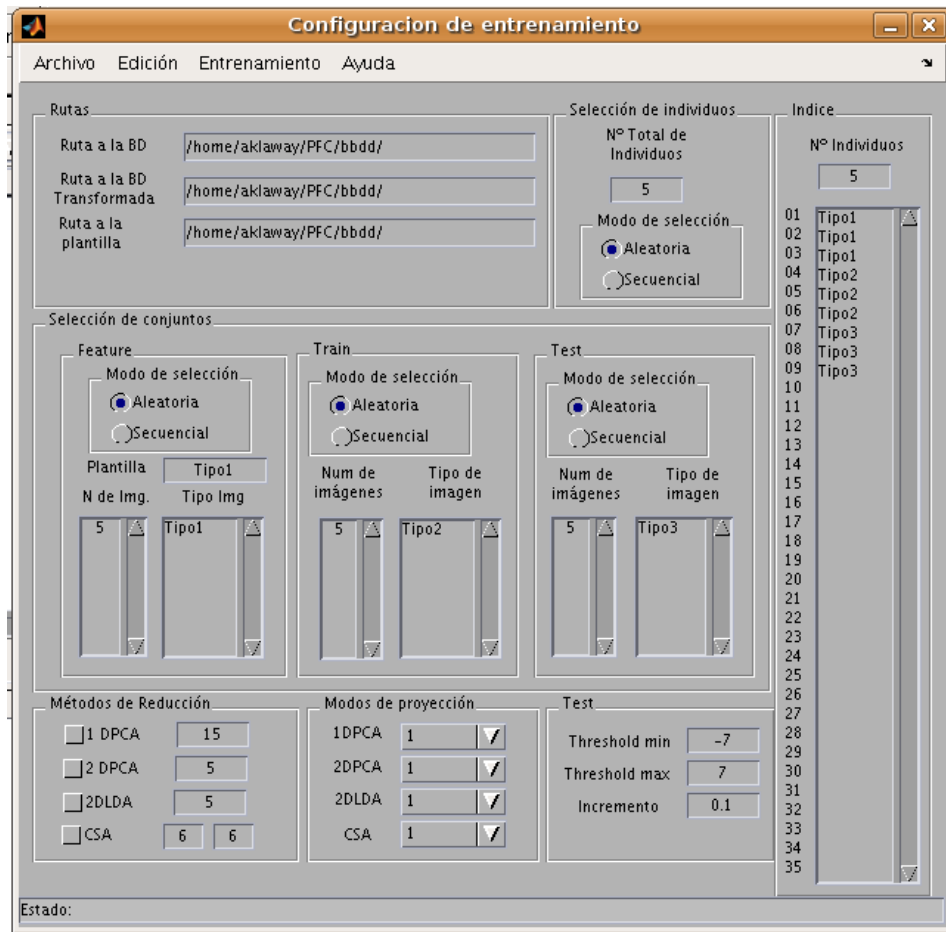 Configuracion de entrenamiento
Archivo Edición Entrenamiento Ayuda
Rutas
Ruta a la BD /home/aklaway/PFC/bbdd/
Ruta a la BD
Transformada /home/aklaway/PFC/bbdd/
Ruta a la
plantilla /home/aklaway/PFC/bbdd/
Selección de individuos
Nº Total de
Individuos
5
Modo de selección
Aleatoria
Secuencial
Indice
Nº Individuos
5
01 Tipo1
02 Tipo1
03 Tipo1
04 Tipo2
05 Tipo2
06 Tipo2
07 Tipo3
08 Tipo3
09 Tipo3
10
11
12
13
14
15
16
17
18
19
20
21
22
23
24
25
26
27
28
29
30
31
32
33
34
35
Selección de conjuntos
Feature
Modo de selección
Aleatoria
Secuencial
Plantilla Tipo1
N de Img. Tipo Img
5 Tipo1
Train
Modo de selección
Aleatoria
Secuencial
Num de Tipo de
imágenes imagen
5 Tipo2
Test
Modo de selección
Aleatoria
Secuencial
Num de Tipo de
imágenes imagen
5 Tipo3
Métodos de Reducción
1 DPCA 15
2 DPCA 5
2DLDA 5
CSA 6 6
Modos de proyección
1DPCA 1
2DPCA 1
2DLDA 1
CSA 1
Test
Threshold min -7
Threshold max 7
Incremento 0.1
Estado: